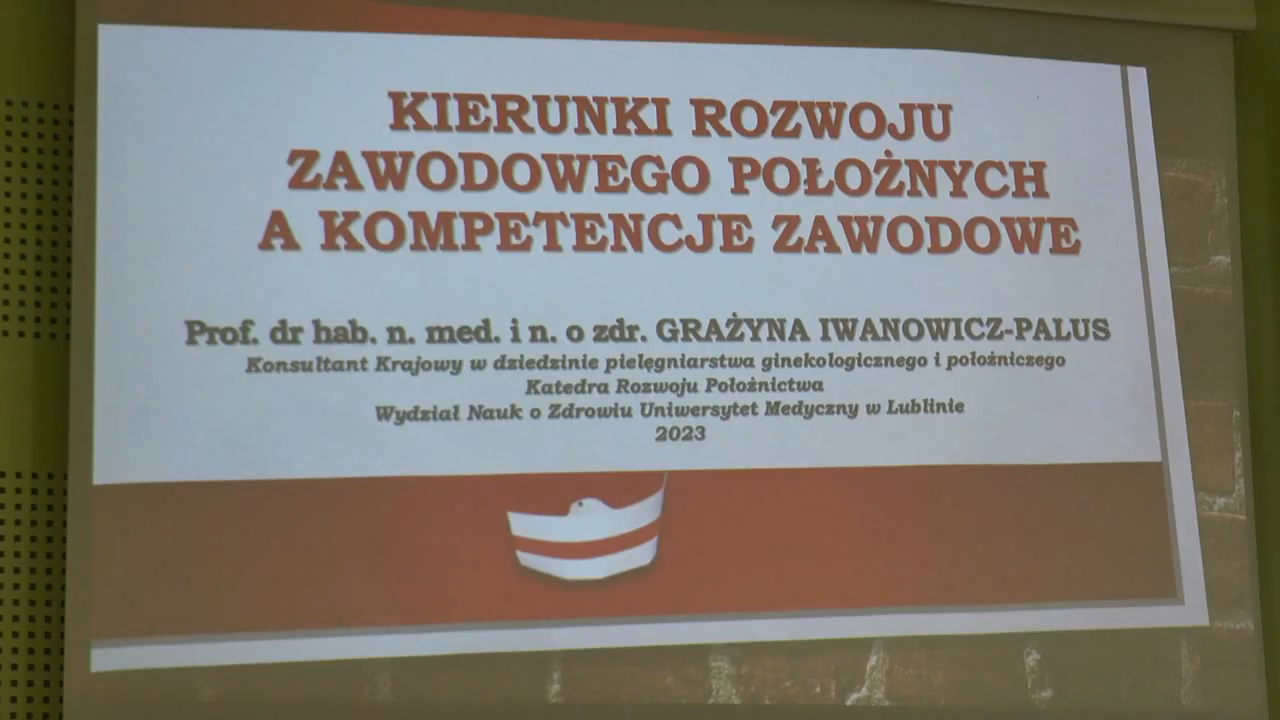 KIERUNKI ROZWOJU
ZAWODOWEGO POŁOŻNYCH
A KOMPETENCJE ZAWODOWE
Prof. dr hab. n. med. i n. o zdr. GRAŻYNA IWANOWICZ-PALUS
Konsultant Krajowy w dziedzinie pielęgniarstwa ginekologicznego i położniczego
Katedra Rozwoju Położnictwa
Wydział Nauk o Zdrowiu Uniwersytet Medyczny w Lublinie
2023